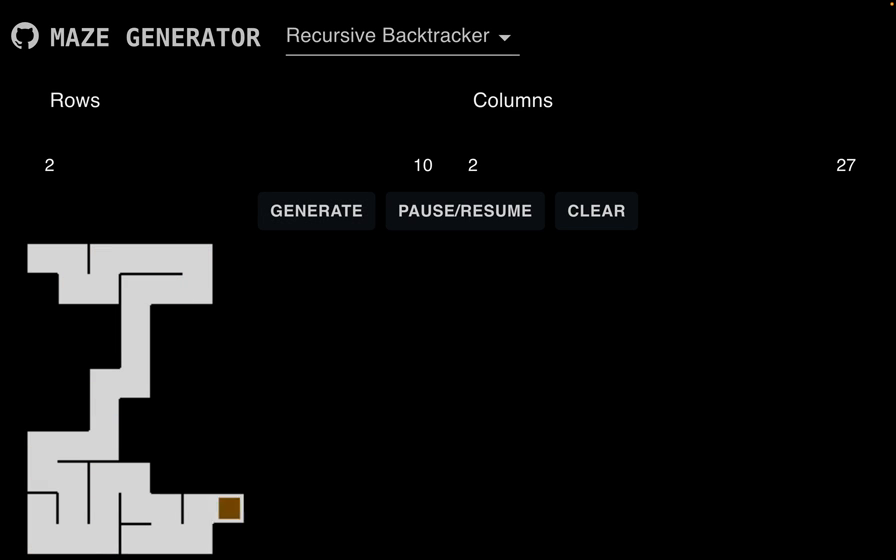 MAZE GENERATOR Recursive Backtracker
Rows Columns
2 10 2 27
GENERATE PAUSE/RESUME CLEAR